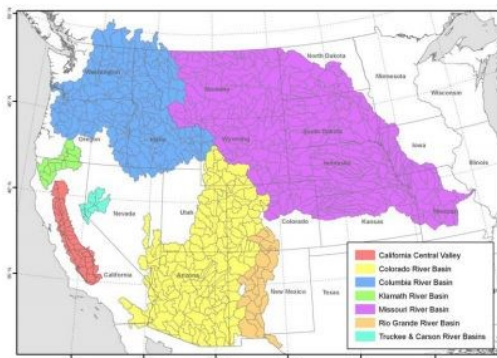 North Dakota
Minnesota
Washington
Montana
Wisconsin
Oregon
Idaho
Wyoming
South Dakota
Iowa
Nebraska
Illinois
Nevada
Utah
Colorado
Kansas
Missouri
California
Arizona
New Mexico
Texas
California Central Valley
Colorado River Basin
Columbia River Basin
Klamath River Basin
Missouri River Basin
Rio Grande River Basin
Truckee & Carson River Basins